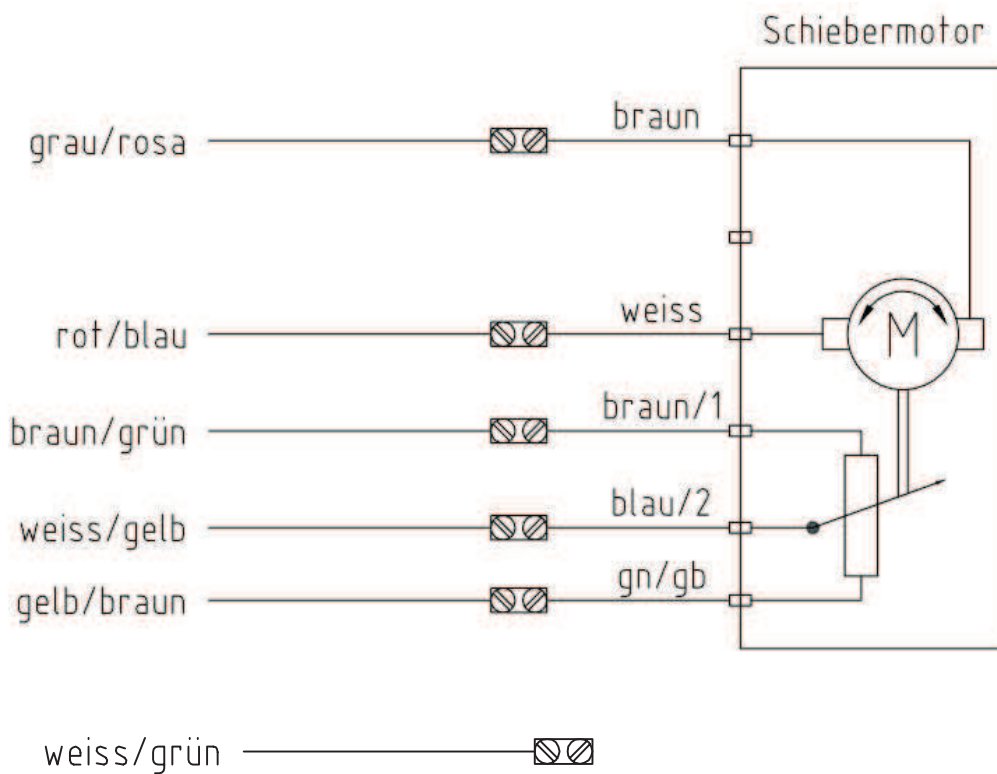 Schiebermotor
grau/rosa
braun
rot/blau
weiss
M
braun/grün
braun/1
weiss/gelb
blau/2
gelb/braun
gn/gb
weiss/grün